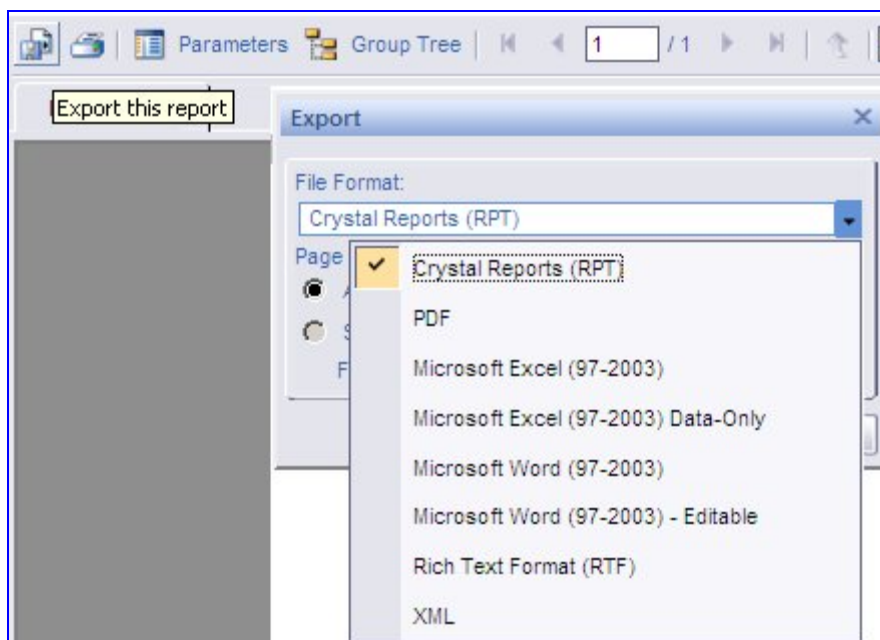 Parameters Group Tree 1 / 1
Export this report
Export
File Format:
Crystal Reports (RPT)
Page
Crystal Reports (RPT)
PDF
Microsoft Excel (97-2003)
Microsoft Excel (97-2003) Data-Only
Microsoft Word (97-2003)
Microsoft Word (97-2003) - Editable
Rich Text Format (RTF)
XML